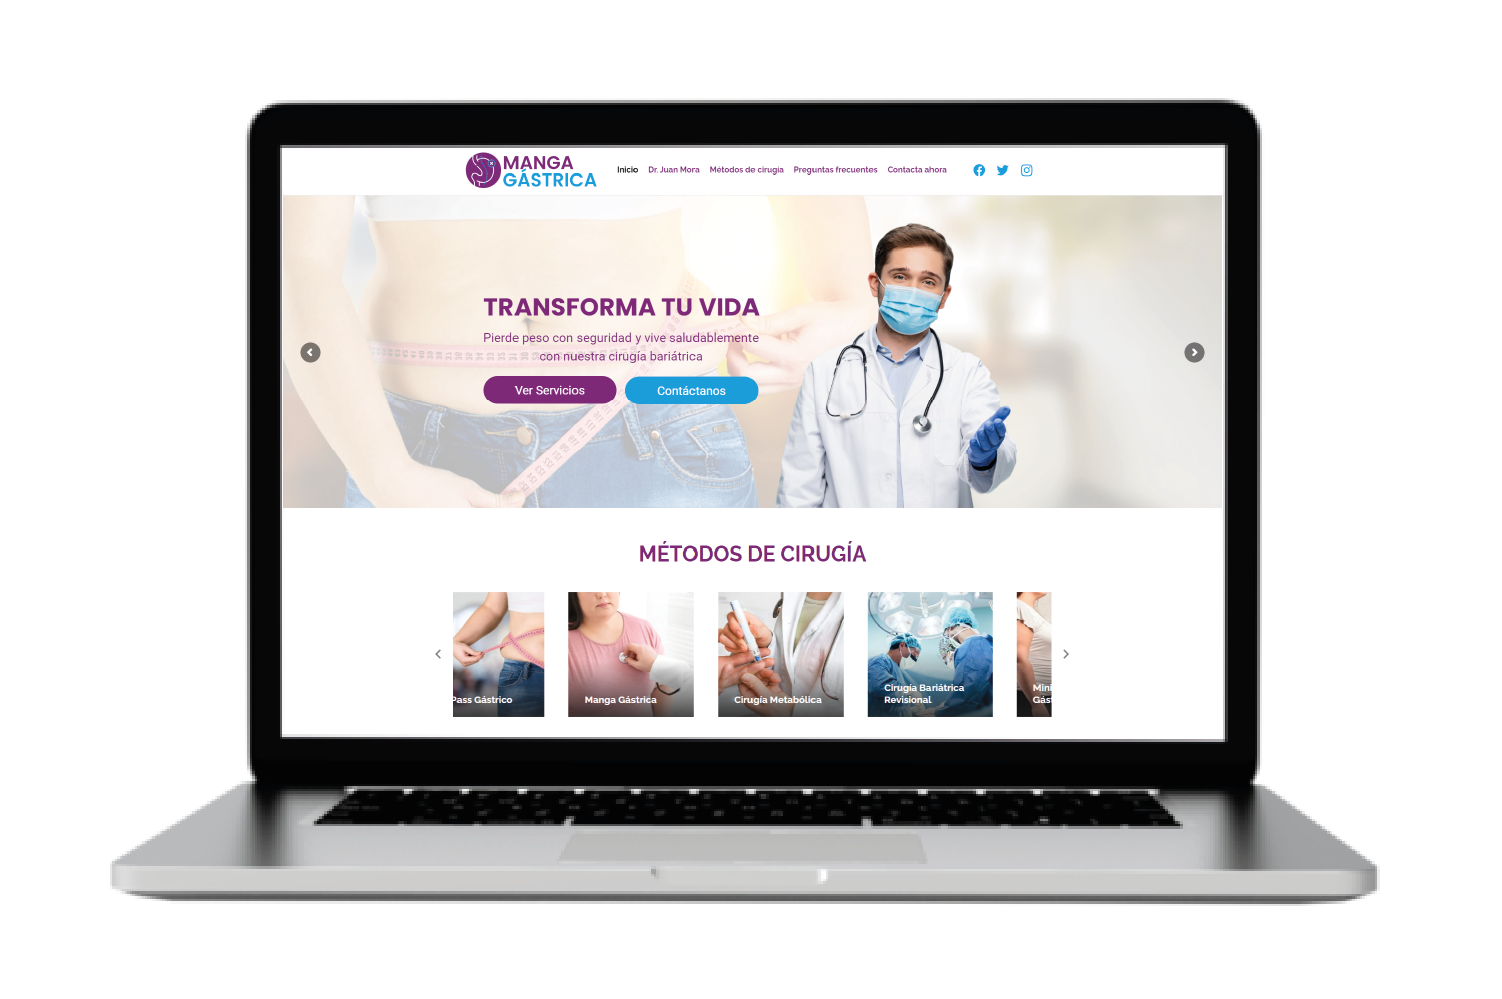 MANGA
GÁSTRICA
Inicio Dr. Juan Mora Métodos de cirugía Preguntas frecuentes Contacta ahora
TRANSFORMA TU VIDA
Pierde peso con seguridad y vive saludablemente
con nuestra cirugía bariátrica
Ver Servicios Contáctanos
MÉTODOS DE CIRUGÍA
Pass Gástrico
Manga Gástrica
Cirugía Metabólica
Cirugía Bariátrica
Revisional
Mini
Gást